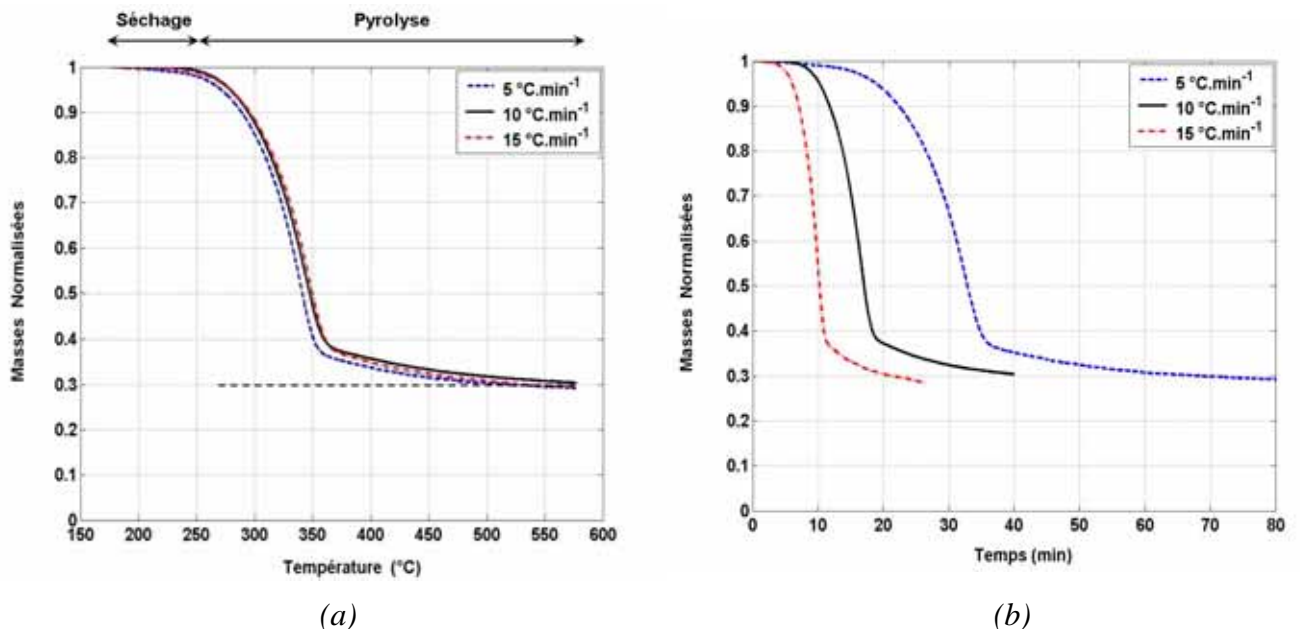 Séchage Pyrolyse
1
0.9
0.8
0.7
0.6
0.5
0.4
0.3
0.2
0.1
0
Masses Normalisées
5 °C.min-1
10 °C.min-1
15 °C.min-1
150 200 250 300 350 400 450 500 550 600
Température (°C)
(a)
1
0.9
0.8
0.7
0.6
0.5
0.4
0.3
0.2
0.1
0
Masses Normalisées
5 °C.min-1
10 °C.min-1
15 °C.min-1
0 10 20 30 40 50 60 70 80
Temps (min)
(b)